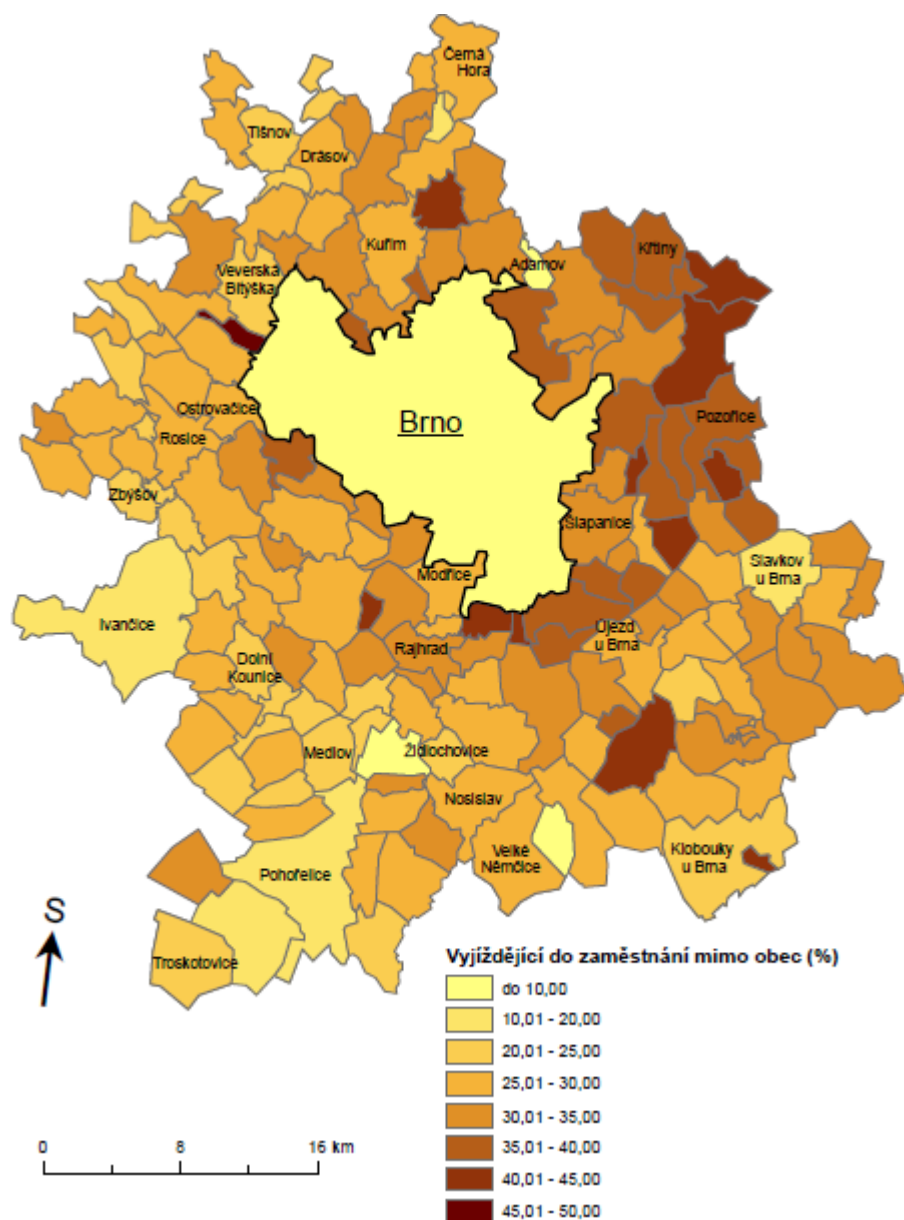 Černá
Hora
Tišnov
Drásov
Kuřim
Křtiny
Adamov
Veverská
Bítýška
Brno
Ostrovačice
Pozořice
Rosice
Zbýšov
Šlapanice
Slavkov
u Brna
Modřice
Ivančice
Újezd
u Brna
Rajhrad
Dolní
Kounice
Medlov
Židlochovice
Nosislav
Velké
Němčice
Klobouky
u Brna
Pohořelice
Troskotovice
S
Vyjíždějící do zaměstnání mimo obec (%)
do 10,00
10,01 - 20,00
20,01 - 25,00
25,01 - 30,00
30,01 - 35,00
35,01 - 40,00
40,01 - 45,00
45,01 - 50,00
0 8 16 km